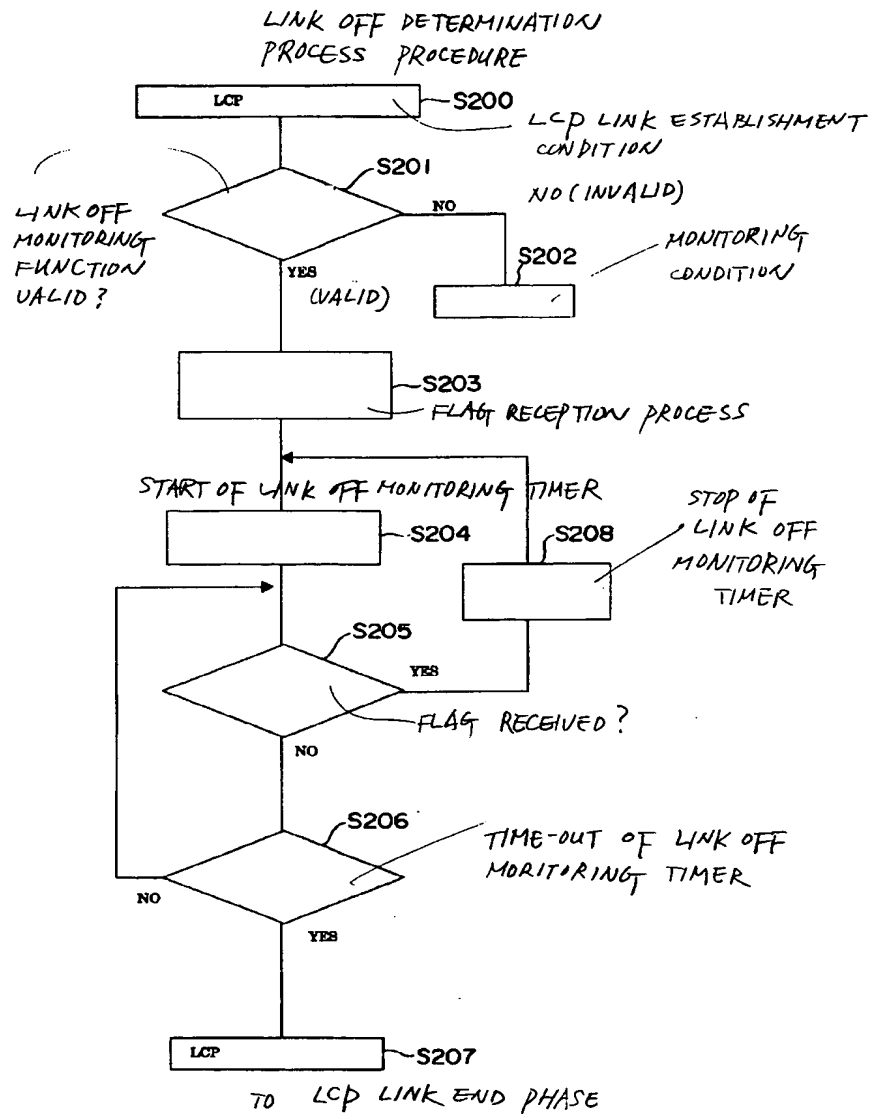 LINK OFF DETERMINATION
PROCESS PROCEDURE
LCP
S200
LCP LINK ESTABLISHMENT
CONDITION
S201
LINK OFF
MONITORING
FUNCTION
VALID?
NO
NO (INVALID)
YES
(VALID)
S202
MONITORING
CONDITION
S203
FLAG RECEPTION PROCESS
START OF LINK OFF MONITORING TIMER
S204
S208
STOP OF
LINK OFF
MONITORING
TIMER
S205
YES
FLAG RECEIVED?
NO
S206
TIME-OUT OF LINK OFF
MORITORING TIMER
NO
YES
LCP
S207
TO LCP LINK END PHASE